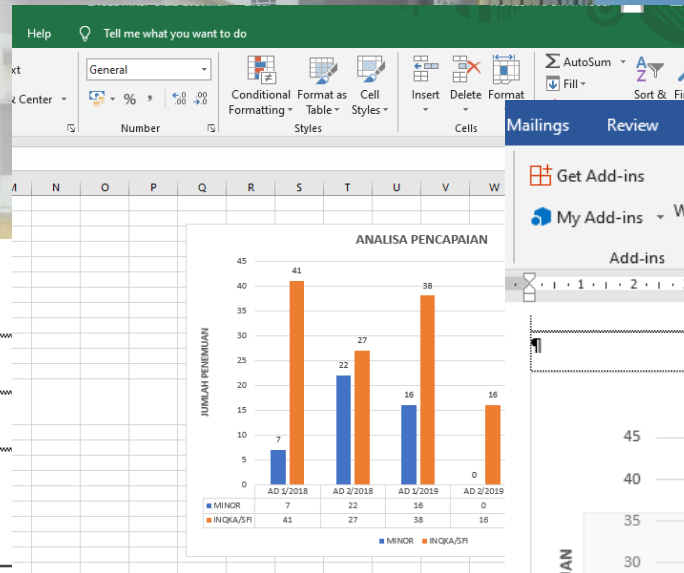 Help Tell me what you want to do
General
Center
Conditional Formatting
Format as Table
Cell Styles
Insert Delete Format
AutoSum
Fill
Sort &
Number Styles Cells
Mailings Review
Get Add-ins
My Add-ins
Add-ins
1 2
N O P Q R S T U V W
ANALISA PENCAPAIAN
JUMLAH PENEMUAN
45
40
35
30
25
20
15
10
5
0
7 41 22 27 16 38 0 16
AD 1/2018 AD 2/2018 AD 1/2019 AD 2/2019
MINOR 7 22 16 0
INQKA/SPI 41 27 38 16
MINOR INQKA/SPI
¶
45
40
35
30